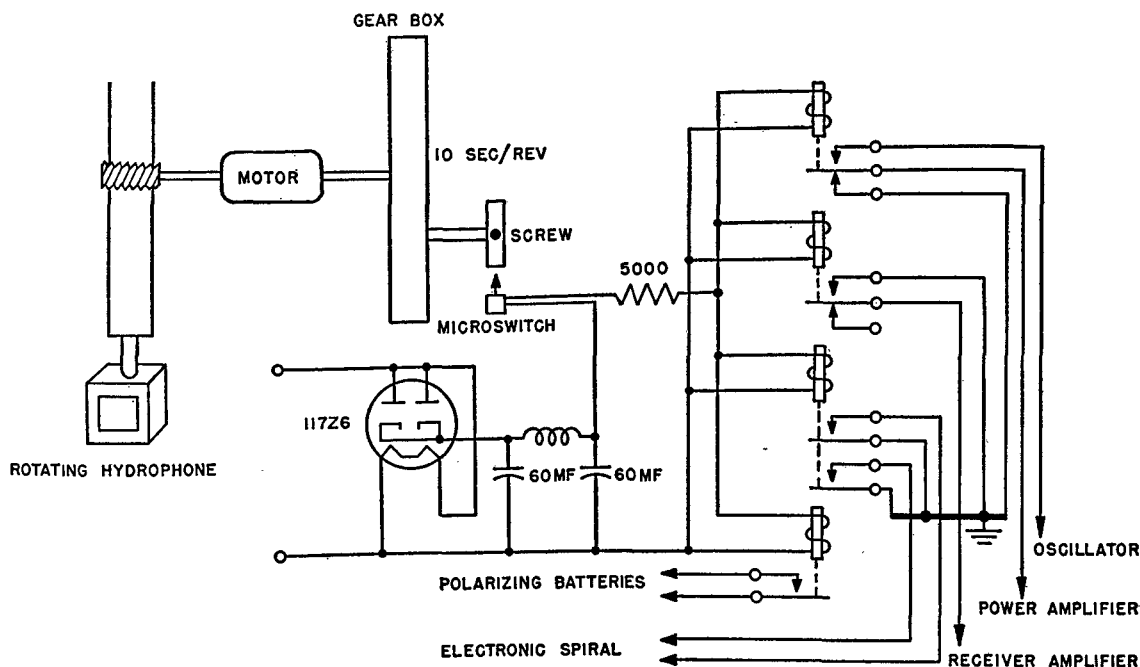 GEAR BOX
10 SEC/REV
MOTOR
SCREW
5000
MICROSWITCH
117Z6
60MF
60MF
ROTATING HYDROPHONE
OSCILLATOR
POLARIZING BATTERIES
POWER AMPLIFIER
ELECTRONIC SPIRAL
RECEIVER AMPLIFIER